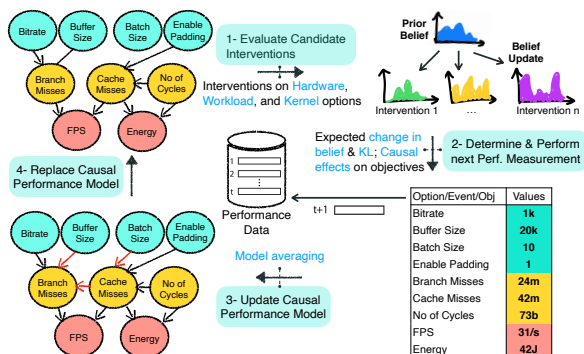 Bitrate
Buffer
Size
Batch
Size
Enable
Padding
Branch
Misses
Cache
Misses
No of
Cycles
FPS
Energy
1- Evaluate Candidate
Interventions
Interventions on Hardware,
Workload, and Kernel options
Prior
Belief
Belief
Update
Intervention 1
...
Intervention n
Expected change in
belief & KL; Causal
effects on objectives
2- Determine & Perform
next Perf. Measurement
4- Replace Causal
Performance Model
1
2
t
Performance
Data
t+1
Option/Event/Obj Values
Bitrate 1k
Buffer Size 20k
Batch Size 10
Enable Padding 1
Branch Misses 24m
Cache Misses 42m
No of Cycles 73b
FPS 31/s
Energy 42J
Model averaging
3- Update Causal
Performance Model
Bitrate
Buffer
Size
Batch
Size
Enable
Padding
Branch
Misses
Cache
Misses
No of
Cycles
FPS
Energy